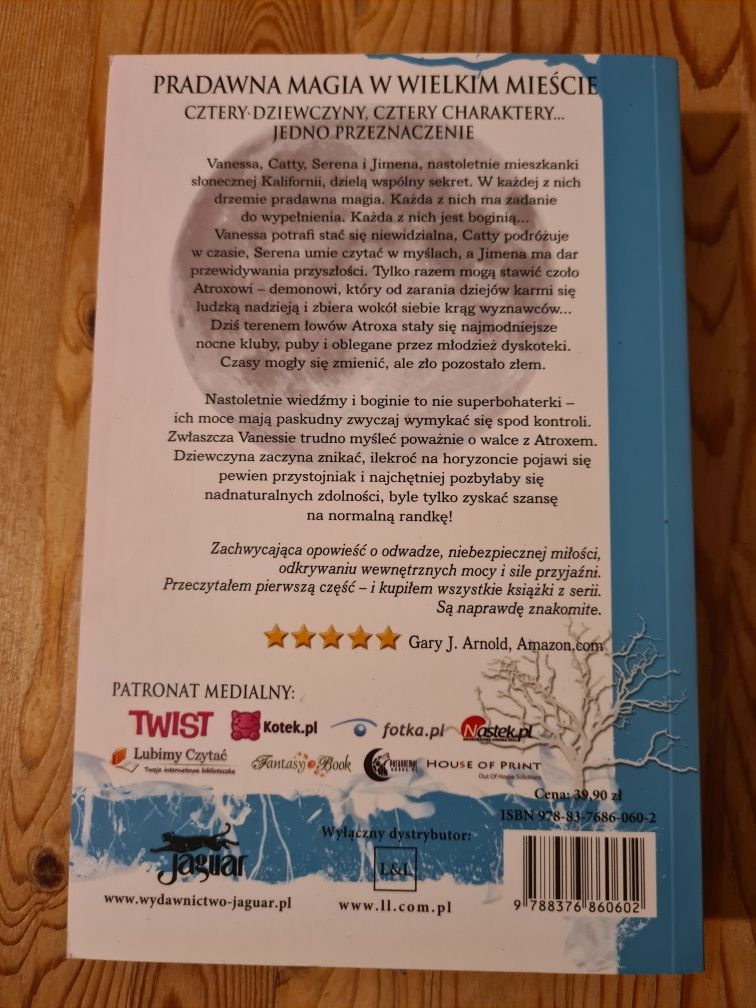 PRADAWNA MAGIA W WIELKIM MIEŚCIE
CZTERY DZIEWCZYNY, CZTERY CHARAKTERY...
JEDNO PRZEZNACZENIE
Vanessa, Catty, Serena i Jimena, nastoletnie mieszkanki
słonecznej Kalifornii, dzielą wspólny sekret. W każdej z nich
drzemie pradawna magia. Każda z nich ma zadanie
do wypełnienia. Każda z nich jest boginią...
Vanessa potrafi stać się niewidzialna, Catty podróżuje
w czasie, Serena umie czytać w myślach, a Jimena ma dar
przewidywania przyszłości. Tylko razem mogą stawić czoło
Atroxowi – demonowi, który od zarania dziejów karmi się
ludzką nadzieją i zbiera wokół siebie krąg wyznawców...
Dziś terenem łowów Atroxa stały się najmodniejsze
nocne kluby, puby i oblegane przez młodzież dyskoteki.
Czasy mogły się zmienić, ale zło pozostało złem.
Nastoletnie wiedźmy i boginie to nie superbohaterki –
ich moce mają paskudny zwyczaj wymykać się spod kontroli.
Zwłaszcza Vanessie trudno myśleć poważnie o walce z Atroxem.
Dziewczyna zaczyna znikać, ilekroć na horyzoncie pojawi się
pewien przystojniak i najchętniej pozbyłaby się
nadnaturalnych zdolności, byle tylko zyskać szansę
na normalną randkę!
Zachwycająca opowieść o odwadze, niebezpiecznej miłości,
odkrywaniu wewnętrznych mocy i sile przyjaźni.
Przeczytałem pierwszą część – i kupiłem wszystkie książki z serii.
Są naprawdę znakomite.
Gary J. Arnold, Amazon.com
PATRONAT MEDIALNY:
TWIST Kotek.pl fotka.pl Nastek.pl
Lubimy Czytać Fantasy Book HOUSE OF PRINT
Twoja internetowa biblioteczka Out Of Home Solutions
Cena: 39,90 zł
ISBN 978-83-7686-060-2
Wyłączny dystrybutor:
jaguar L&L
www.wydawnictwo-jaguar.pl www.ll.com.pl
9 788376 860602